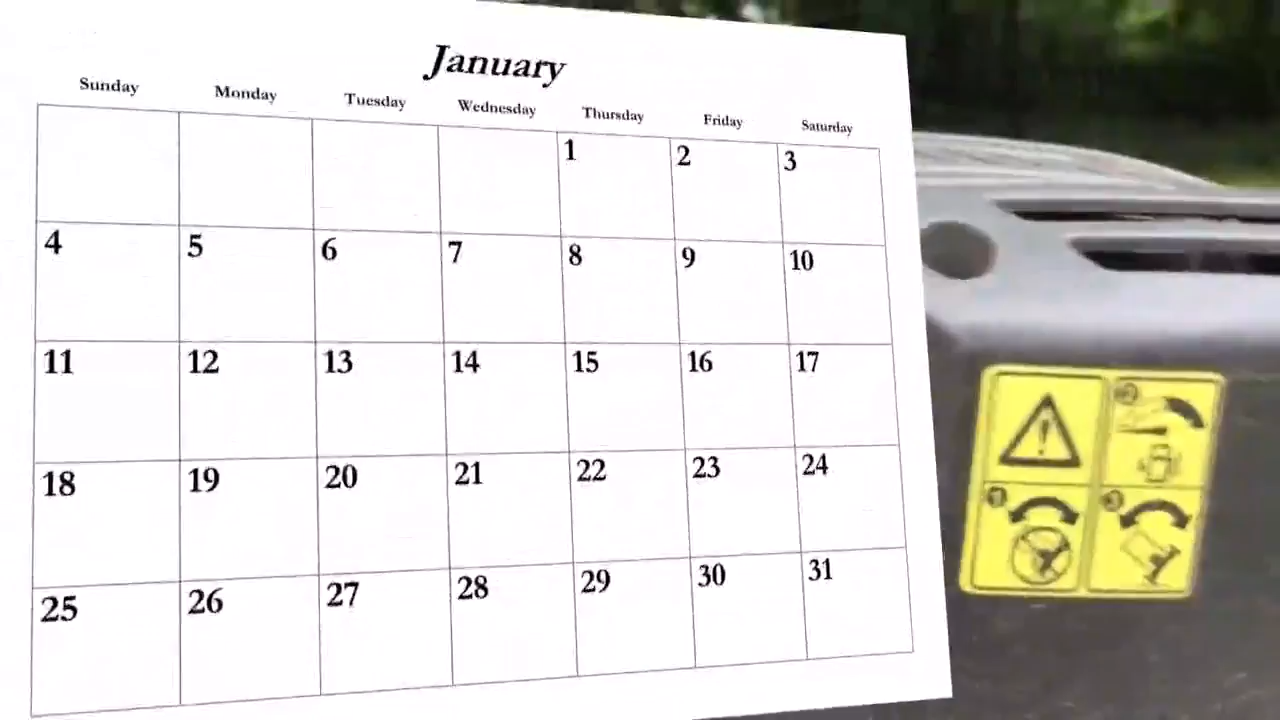 January
Sunday Monday Tuesday Wednesday Thursday Friday Saturday
1 2 3
4 5 6 7 8 9 10
11 12 13 14 15 16 17
18 19 20 21 22 23 24
25 26 27 28 29 30 31